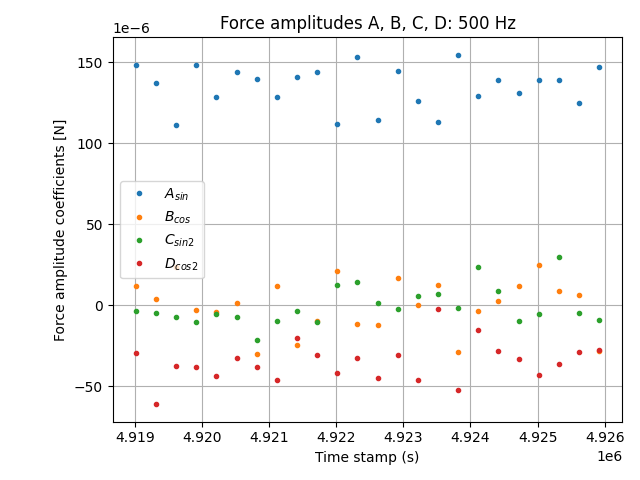 Force amplitudes A, B, C, D: 500 Hz
1e−6
150
100
50
0
−50
Force amplitude coefficients [N]
A_sin
B_cos
C_sin2
D_cos2
4.919 4.920 4.921 4.922 4.923 4.924 4.925 4.926
1e6
Time stamp (s)